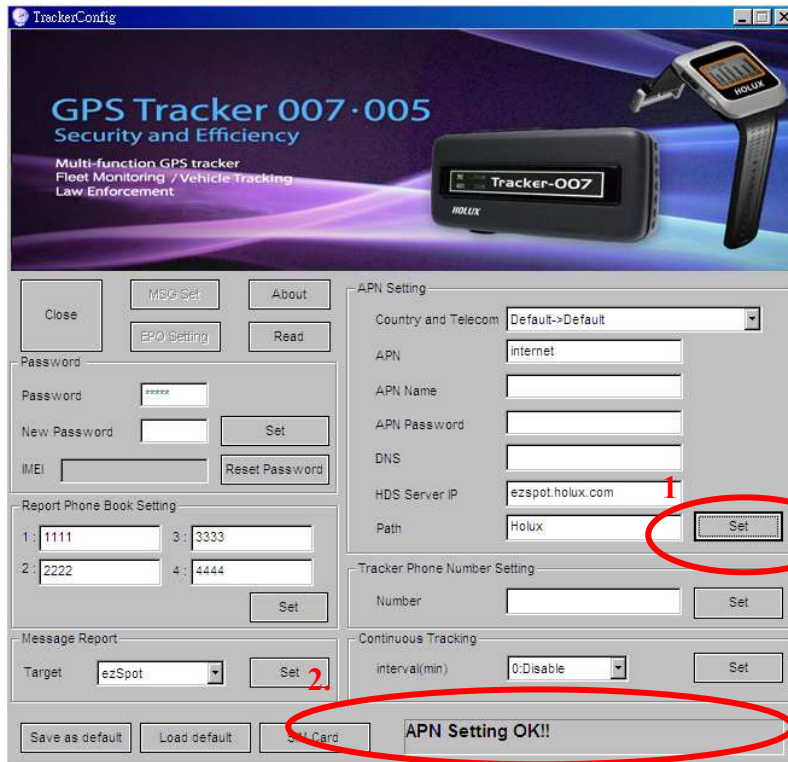 TrackerConfig
GPS Tracker 007·005
Security and Efficiency
Multi-function GPS tracker
Fleet Monitoring / Vehicle Tracking
Law Enforcement
Tracker-007
HOLUX
HOLUX
Close
MSG Set
About
EPO Setting
Read
Password
Password
*****
New Password
Set
IMEI
Reset Password
Report Phone Book Setting
1 : 1111
3 : 3333
2 : 2222
4 : 4444
Set
Message Report
Target
ezSpot
Set
2.
APN Setting
Country and Telecom
Default->Default
APN
internet
APN Name
APN Password
DNS
HDS Server IP
ezspot.holux.com
1
Path
Holux
Set
Tracker Phone Number Setting
Number
Set
Continuous Tracking
interval(min)
0:Disable
Set
Save as default
Load default
SIM Card
APN Setting OK!!